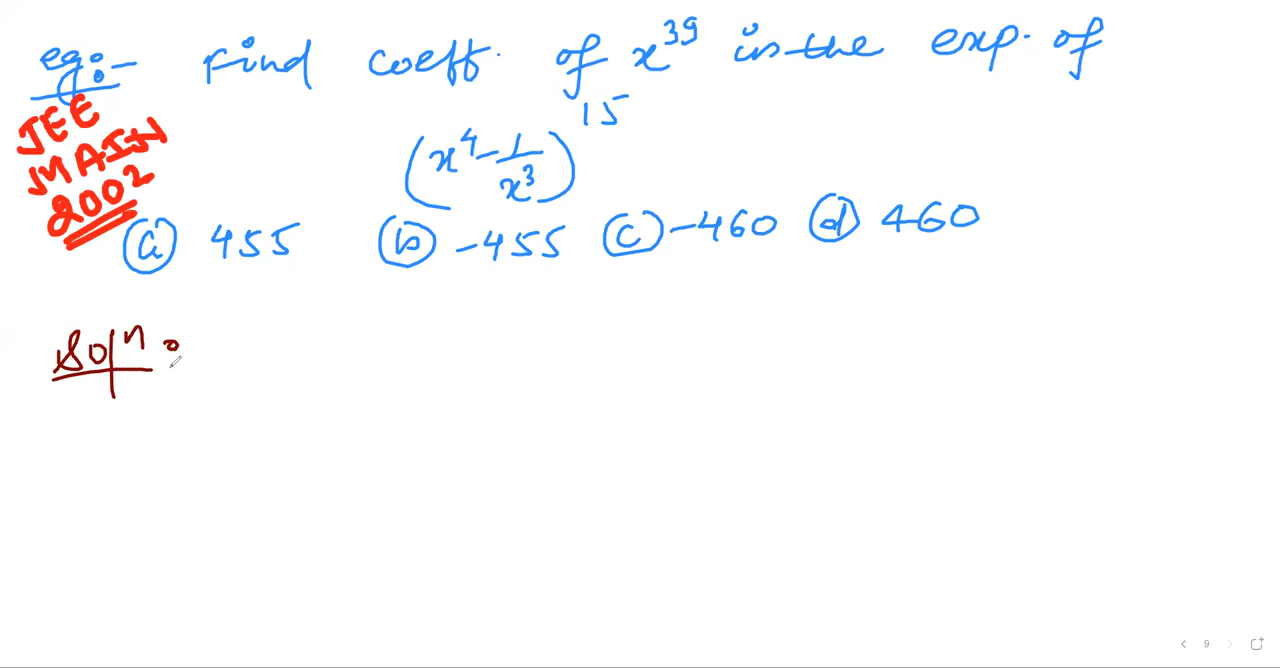 eg:- Find coeff. of x^39 in the exp. of
(x^4 - 1/x^3)^15
JEE
MAIN
2002
(a) 455 (b) -455 (c) -460 (d) 460
Sol^n :
9